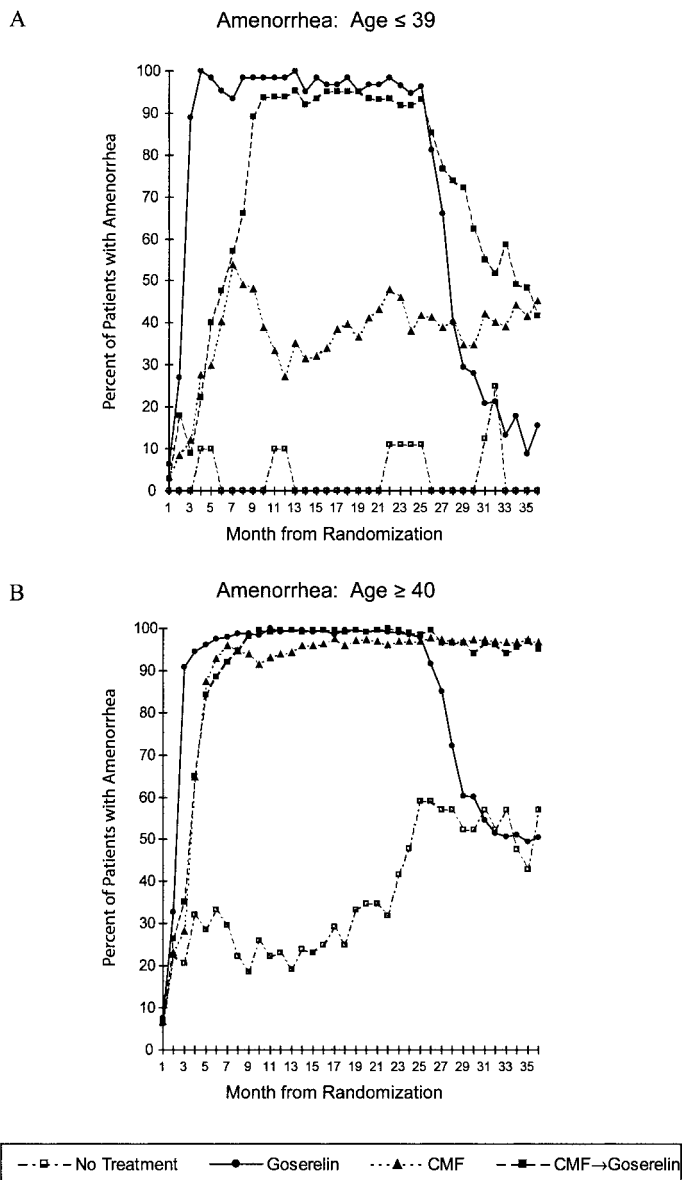 A
Amenorrhea: Age ≤ 39
Percent of Patients with Amenorrhea
100
90
80
70
60
50
40
30
20
10
0
1 3 5 7 9 11 13 15 17 19 21 23 25 27 29 31 33 35
Month from Randomization
B
Amenorrhea: Age ≥ 40
Percent of Patients with Amenorrhea
100
90
80
70
60
50
40
30
20
10
0
1 3 5 7 9 11 13 15 17 19 21 23 25 27 29 31 33 35
Month from Randomization
No Treatment Goserelin CMF CMF→Goserelin